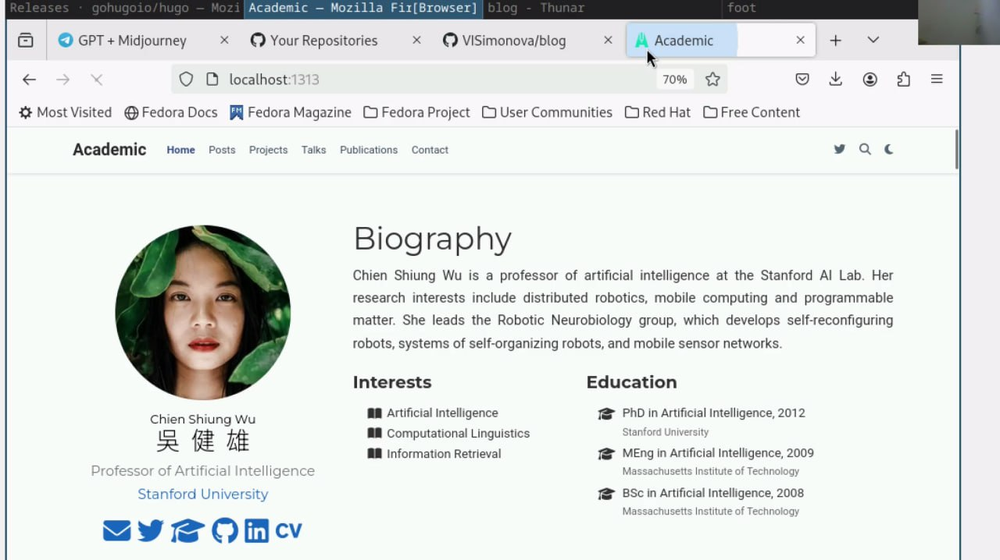 Releases · gohugoio/hugo — Mozi Academic — Mozilla Fir[Browser] blog - Thunar foot
GPT + Midjourney Your Repositories VISimonova/blog Academic
localhost:1313 70%
Most Visited Fedora Docs Fedora Magazine Fedora Project User Communities Red Hat Free Content
Academic Home Posts Projects Talks Publications Contact
Biography
Chien Shiung Wu is a professor of artificial intelligence at the Stanford AI Lab. Her
research interests include distributed robotics, mobile computing and programmable
matter. She leads the Robotic Neurobiology group, which develops self-reconfiguring
robots, systems of self-organizing robots, and mobile sensor networks.
Interests
Artificial Intelligence
Computational Linguistics
Information Retrieval
Education
PhD in Artificial Intelligence, 2012
Stanford University
MEng in Artificial Intelligence, 2009
Massachusetts Institute of Technology
BSc in Artificial Intelligence, 2008
Massachusetts Institute of Technology
Chien Shiung Wu
吳健雄
Professor of Artificial Intelligence
Stanford University
CV